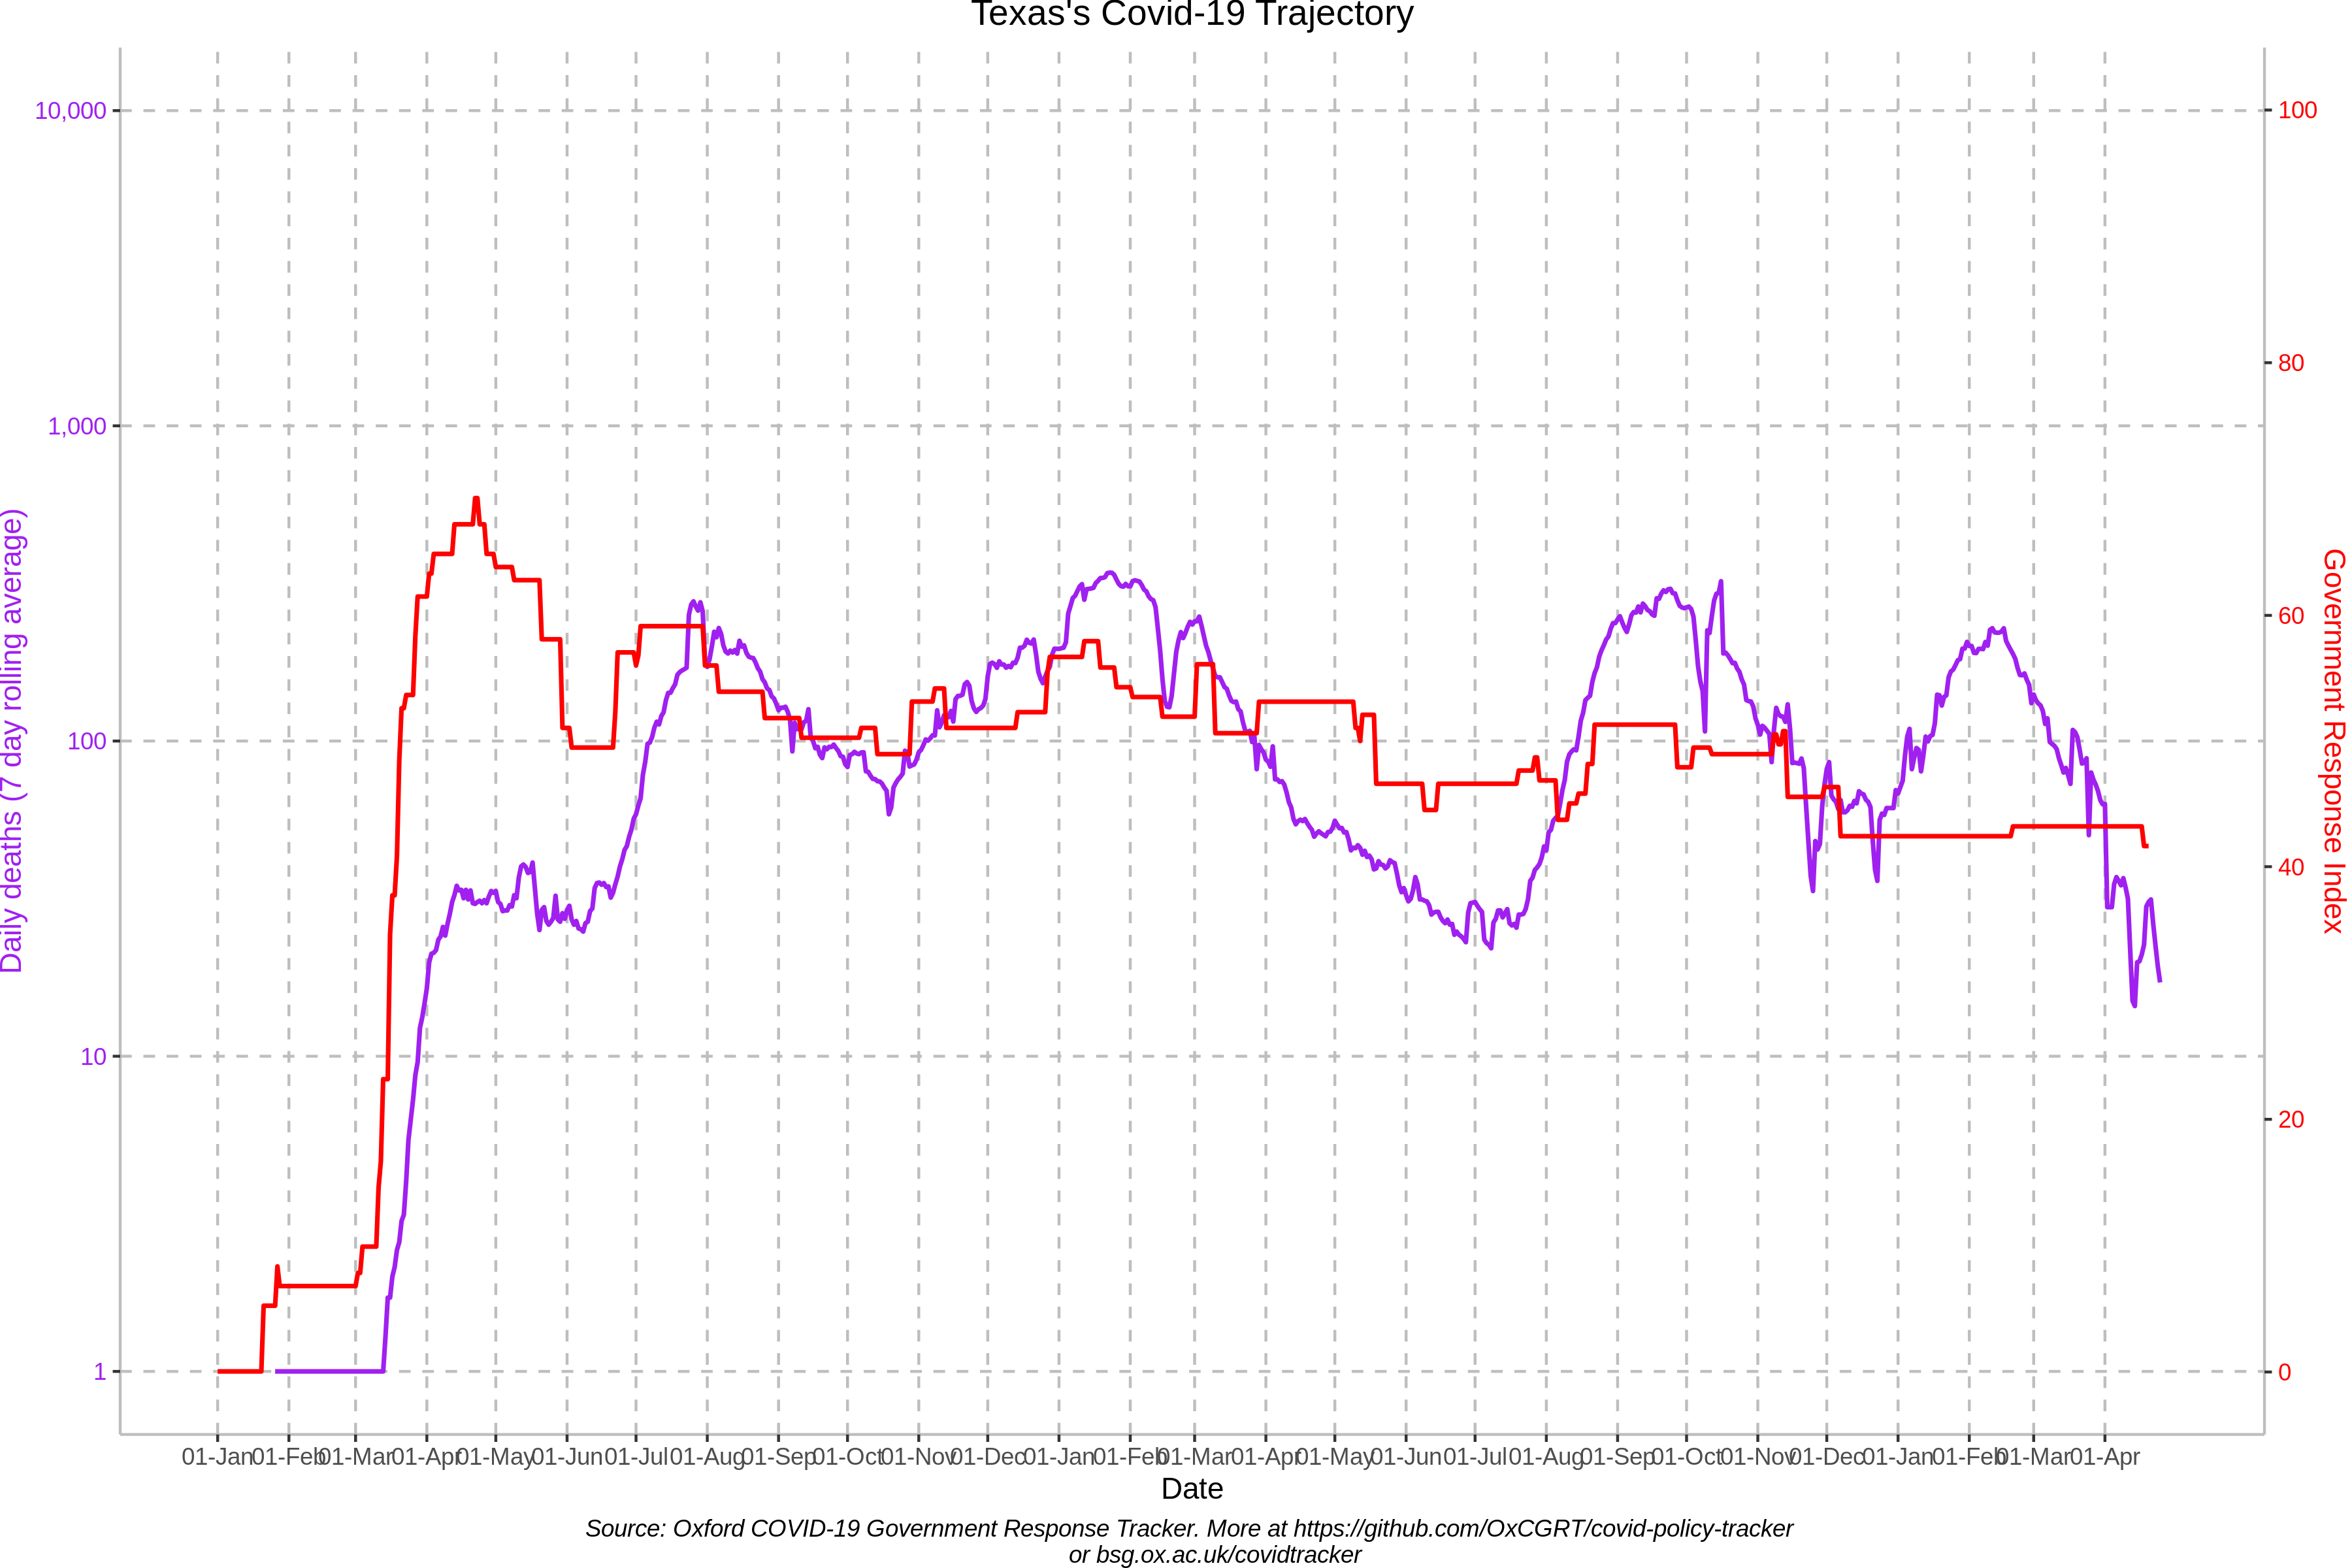 Texas's Covid-19 Trajectory
10,000
1,000
100
10
1
Daily deaths (7 day rolling average)
100
80
60
40
20
0
Government Response Index
01-Jan 01-Feb 01-Mar 01-Apr 01-May 01-Jun 01-Jul 01-Aug 01-Sep 01-Oct 01-Nov 01-Dec 01-Jan 01-Feb 01-Mar 01-Apr 01-May 01-Jun 01-Jul 01-Aug 01-Sep 01-Oct 01-Nov 01-Dec 01-Jan 01-Feb 01-Mar 01-Apr
Date
Source: Oxford COVID-19 Government Response Tracker. More at https://github.com/OxCGRT/covid-policy-tracker
or bsg.ox.ac.uk/covidtracker